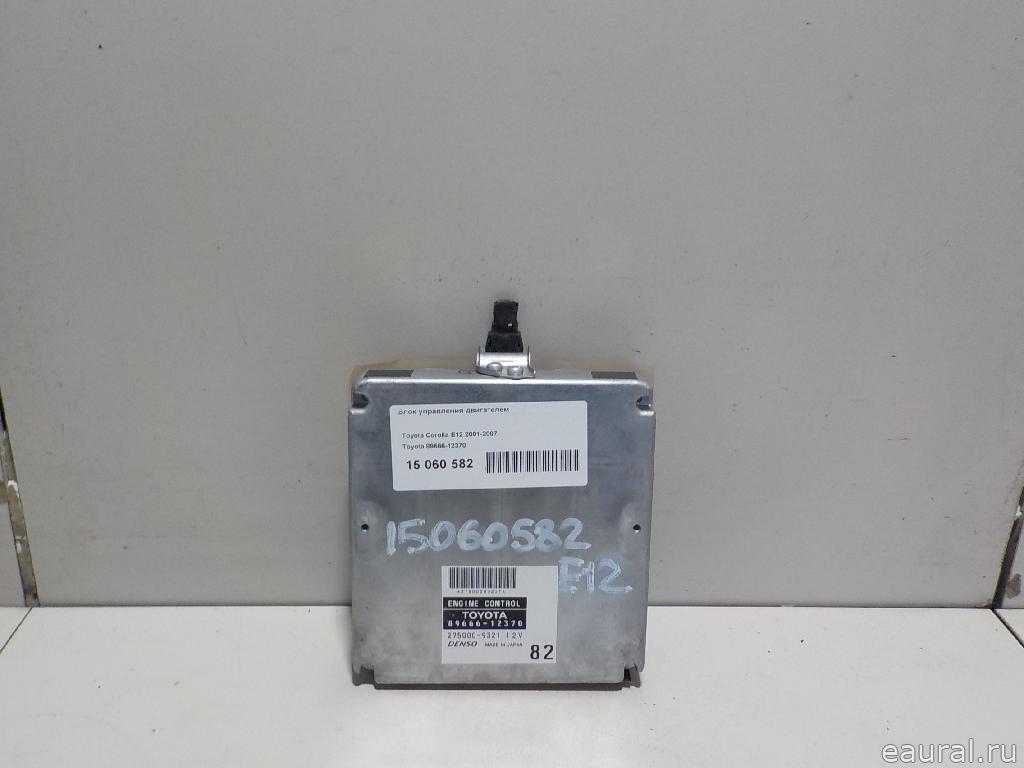 Блок управления двигателем
Toyota Corolla E12 2001-2007
Toyota 89666-12370
15 060 582
15060582
E12
ENGINE CONTROL
TOYOTA
89666-12370
275000-9321 12V
DENSO MADE IN JAPAN 82
eaural.ru